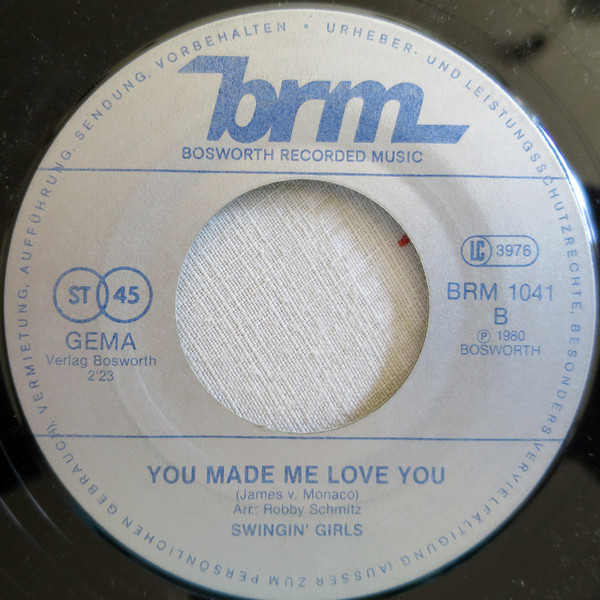 URHEBER- UND LEISTUNGSSCHUTZRECHTE, BESONDERS VERVIELFÄLTIGUNG (AUSSER ZUM PERSÖNLICHEN GEBRAUCH), VERMIETUNG, AUFFÜHRUNG, SENDUNG, VORBEHALTEN •
brm
BOSWORTH RECORDED MUSIC
LC 3976
ST 45
BRM 1041
B
GEMA
℗ 1980
Verlag Bosworth
BOSWORTH
2'23
YOU MADE ME LOVE YOU
(James v. Monaco)
Arr.: Robby Schmitz
SWINGIN' GIRLS